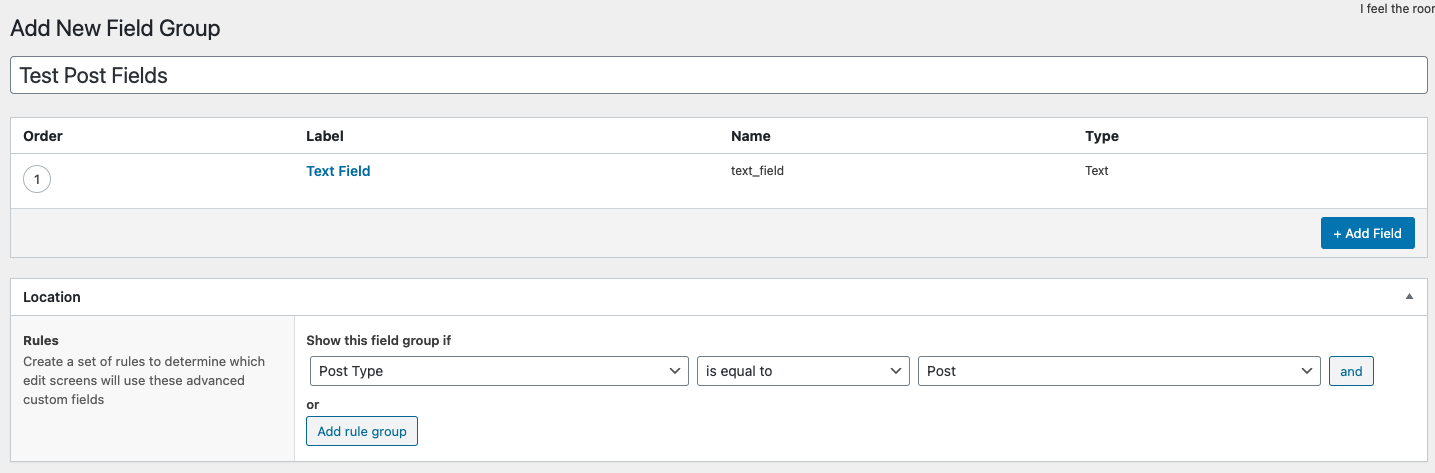 I feel the roor
Add New Field Group
Test Post Fields
Order Label Name Type
1 Text Field text_field Text
+ Add Field
Location
Rules
Create a set of rules to determine which
edit screens will use these advanced
custom fields
Show this field group if
Post Type is equal to Post and
or
Add rule group